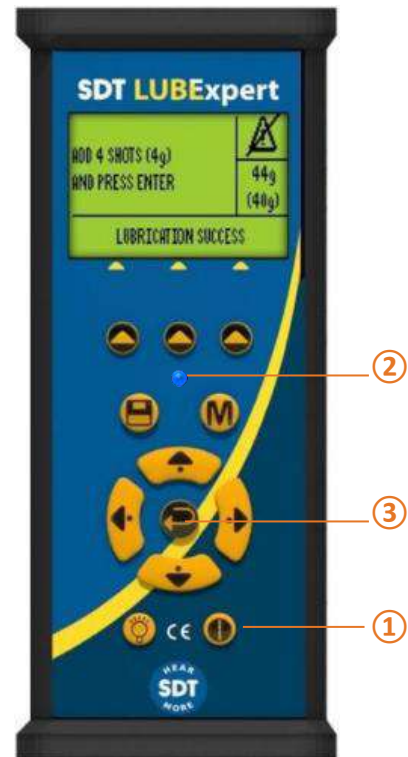 SDT LUBExpert
ADD 4 SHOTS (4g)
AND PRESS ENTER
44g
(40g)
LUBRICATION SUCCESS
②
M
③
CE
①
HEAR
SDT
MORE